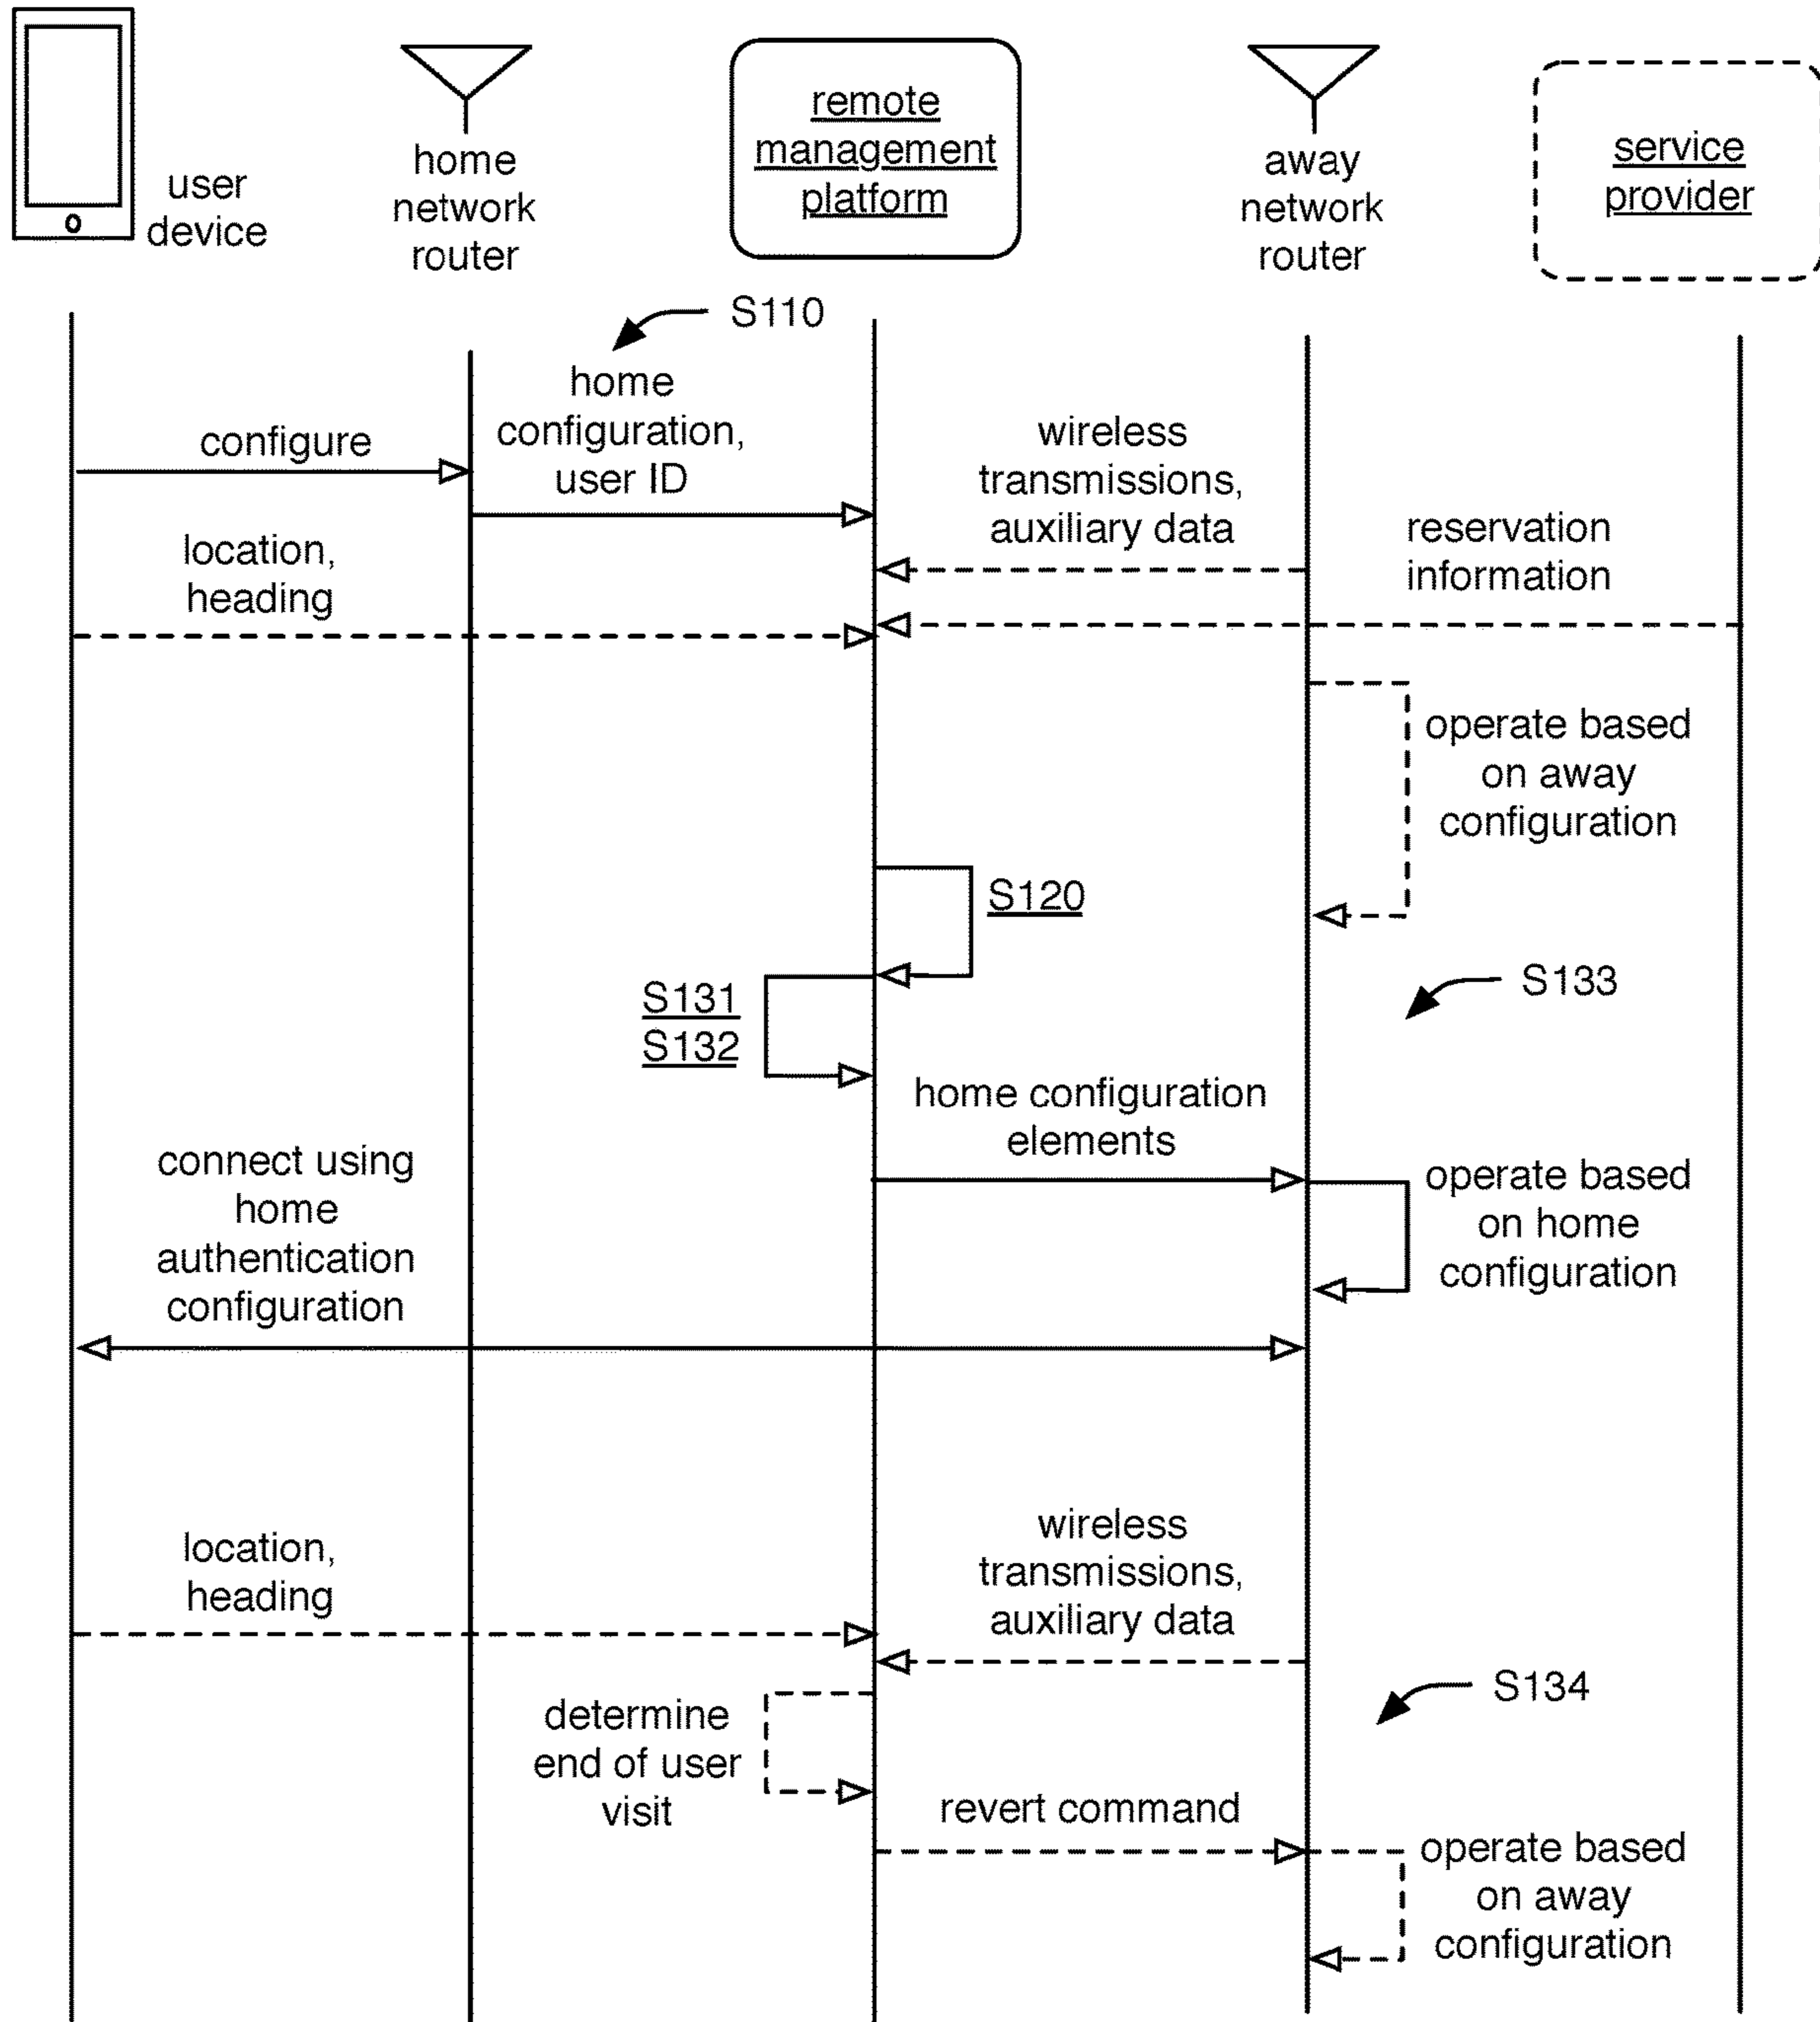 user
device
home
network
router
remote
management
platform
away
network
router
service
provider
S110
home
configuration,
user ID
configure
wireless
transmissions,
auxiliary data
reservation
information
location,
heading
operate based
on away
configuration
S120
S131
S132
S133
home configuration
elements
connect using
home
authentication
configuration
operate based
on home
configuration
location,
heading
wireless
transmissions,
auxiliary data
S134
determine
end of user
visit
revert command
operate based
on away
configuration